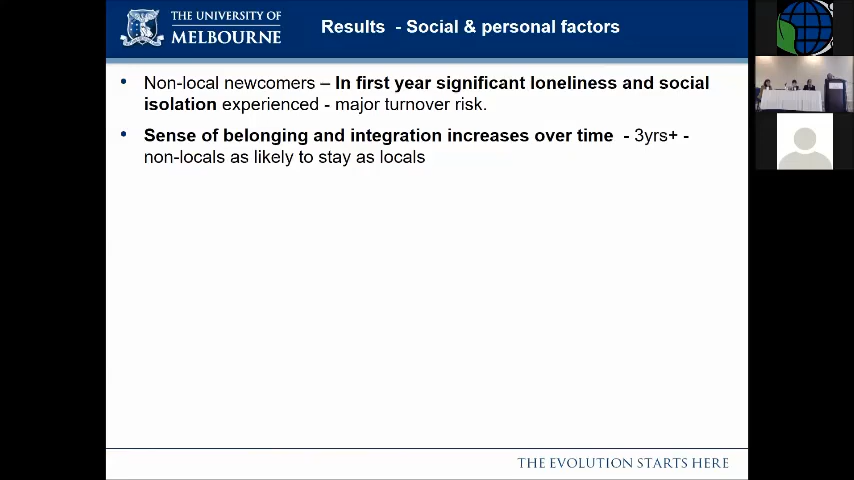 THE UNIVERSITY OF
MELBOURNE
Results - Social & personal factors
• Non-local newcomers – In first year significant loneliness and social
isolation experienced - major turnover risk.
• Sense of belonging and integration increases over time - 3yrs+ -
non-locals as likely to stay as locals
THE EVOLUTION STARTS HERE